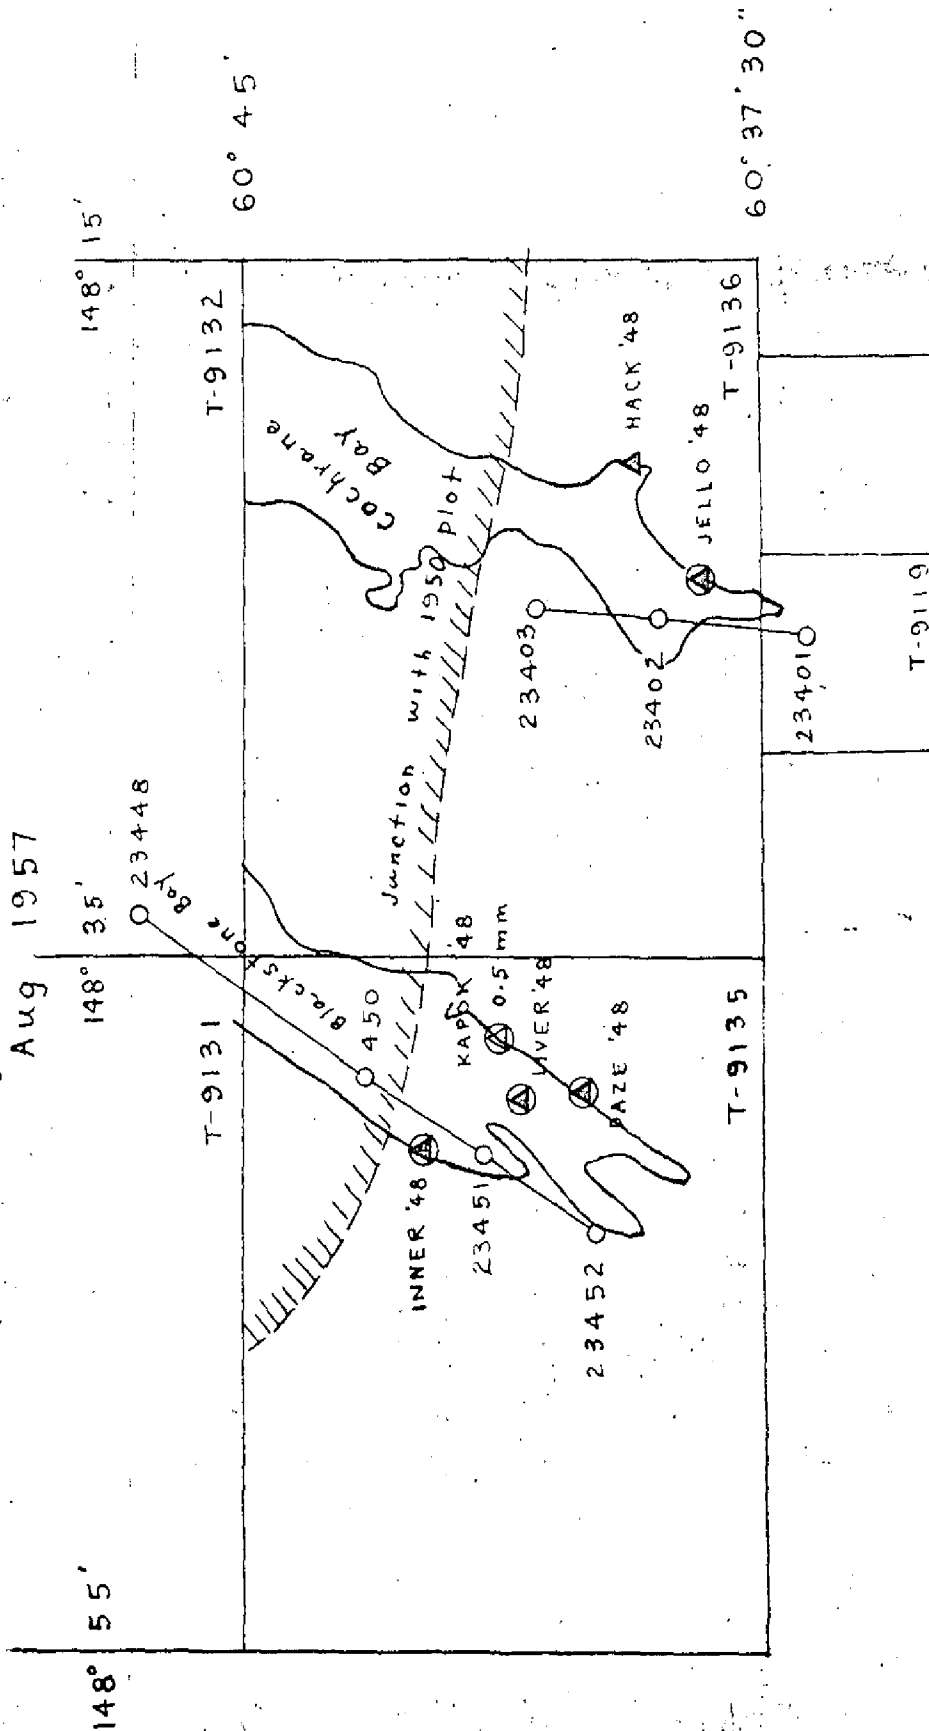 Aug 1957
148° 55'
148° 35'
148° 15'
60° 45'
60° 37' 30"
T-9131
T-9132
T-9135
T-9136
T-9119
23448
Blackstone Bay
450
23451
23452
INNER '48
KAPOK '48
0.5 mm
LIVER '48
DAZE '48
Junction with 1950 plot
Cochrane
Bay
23403
23402
23401
HACK '48
JELLO '48